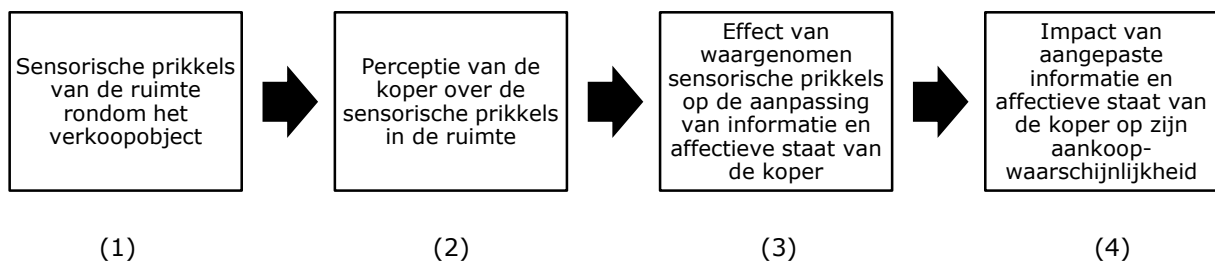 Sensorische prikkels
van de ruimte
rondom het
verkoopobject
Perceptie van de
koper over de
sensorische prikkels
in de ruimte
Effect van
waargenomen
sensorische prikkels
op de aanpassing
van informatie en
affectieve staat van
de koper
Impact van
aangepaste
informatie en
affectieve staat van
de koper op zijn
aankoop-
waarschijnlijkheid
(1)
(2)
(3)
(4)